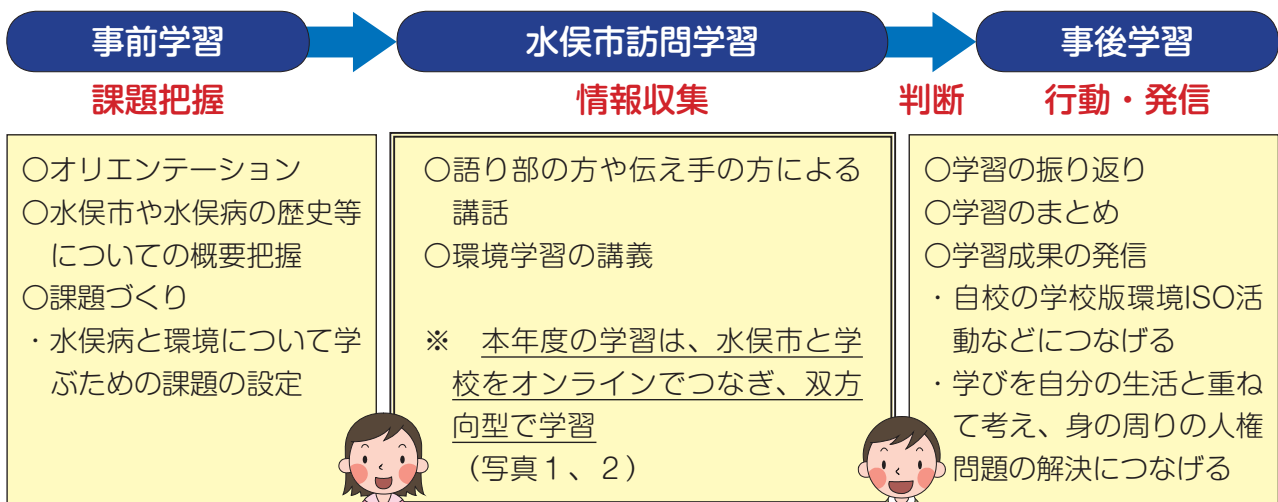 事前学習
水俣市訪問学習
事後学習
課題把握
情報収集
判断
行動・発信
○オリエンテーション
○水俣市や水俣病の歴史等
についての概要把握
○課題づくり
・水俣病と環境について学
ぶための課題の設定
○語り部の方や伝え手の方による
講話
○環境学習の講義
※　本年度の学習は、水俣市と学
校をオンラインでつなぎ、双方
向型で学習
（写真１、２）
○学習の振り返り
○学習のまとめ
○学習成果の発信
・自校の学校版環境ISO活
動などにつなげる
・学びを自分の生活と重ね
て考え、身の周りの人権
問題の解決につなげる